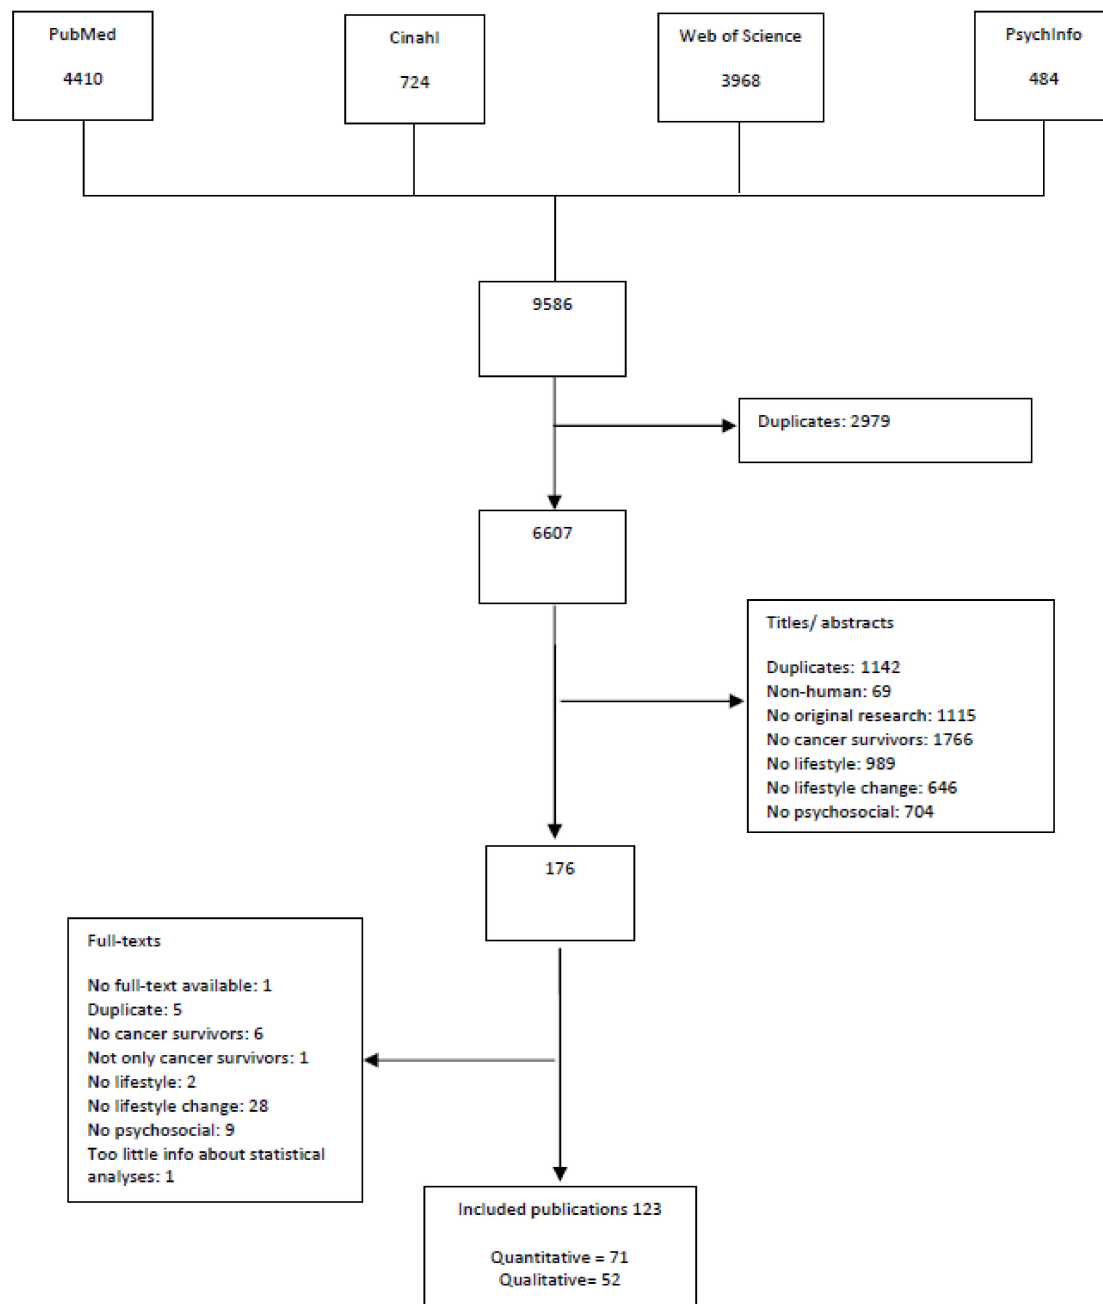 PubMed
4410
Cinahl
724
Web of Science
3968
PsychInfo
484
9586
Duplicates: 2979
6607
Titles/ abstracts
Duplicates: 1142
Non-human: 69
No original research: 1115
No cancer survivors: 1766
No lifestyle: 989
No lifestyle change: 646
No psychosocial: 704
176
Full-texts
No full-text available: 1
Duplicate: 5
No cancer survivors: 6
Not only cancer survivors: 1
No lifestyle: 2
No lifestyle change: 28
No psychosocial: 9
Too little info about statistical
analyses: 1
Included publications 123
Quantitative = 71
Qualitative= 52